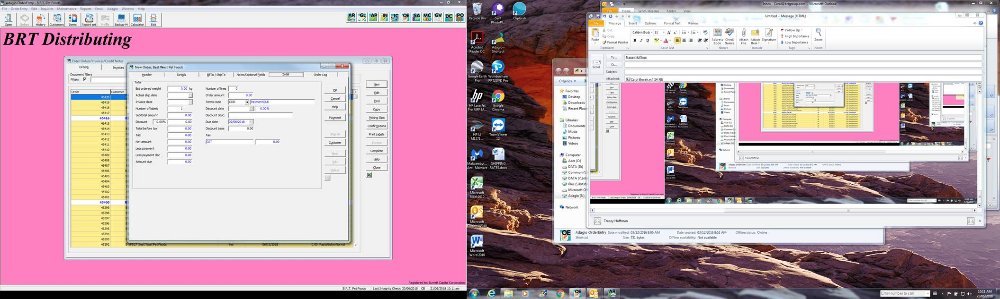 Adagio OrderEntry - B.R.T. Pet Foods
File Order Entry Edit Inquiries Maintenance Reports Email Adagio Window Help
Open Orders History Customers Items Report set Profits Backup-M Calculator Exit
AR GL AP IN IC OE SA MC GV DC PO
BRT Distributing
Enter Orders/Invoices/Credit Notes
Orders Invoices
Document filters
Filters
Order Customer
45420
45419
45418
45417
45416
45415
45414
45413
45412
45411
45410
45409
45408
45407
45406
45405
45404
45403
45402
45401
45400
45399
45398
45397
45396
45395
45394
45393
45392 BWP517 Best West Pet Foods Yes 06/13/2018 0.00 PastelYellowNormal
New
Edit
Find
Copy
Picking Slips
Confirmations
Print Labels
Invoice
Complete
Help
Close
New Order, Best West Pet Foods
Header Details BillTo / ShipTo Notes/Optional Fields Total Order Log
Total
Est ordered weight 0.00 kg Number of lines 0
Actual ship date Order amount 0.00
Invoice date Terms code COD Payment DUE
Number of labels 1 Discount date 0.00%
Subtotal amount 0.00 Discount desc.
Discount 0.00% 0.00 Due date 22/06/2018
Total before tax 0.00 Discount base 0.00
Tax 0.00 Tax
Net amount 0.00 GST 0.00
Less payment 0.00
Less payment disc 0.00
Amount due 0.00
OK
Cancel
Help
Payment
Ship all
Customer
New
Edit
Delete
Registered to: Burrett Capital Corporation
B.R.T. Pet Foods Last Integrity Check: 20/06/2018 CB 21/06/2018 10:11 am
Recycle Bin
Serif PhotoPl...
ClipGrab
Acrobat Reader DC
Adagio - Shortcut
Google Earth Pro
Wondershare PPT2DVD Pro
HP LaserJet Pro MFP M...
Google Chrome
HP LJ M1271...
TeamViewer 12
Malwarebyt... Anti-Malware
SHIPPING RATES.docx
Microsoft Excel 2010
Microsoft Outlook 2010
Microsoft Word 2010
Inbox - Carol@brtgroup.com - Microsoft Outlook
File Home Send / Receive Folder View
Untitled - Message (HTML)
File Message Insert Options Format Text Review
Paste
Cut
Copy
Format Painter
Clipboard
Calibri (Body 11
B I U
Basic Text
Address Book
Check Names
Names
Attach File
Attach Item
Signature
Include
Follow Up
High Importance
Low Importance
Tags
Zoom
Zoom
Send
To... Tracey Hoffman
Cc...
Subject:
Attached: Carol Bovair.vcf (14 KB)
Organize
Favorites
Desktop
Downloads
Recent Place
Libraries
Documents
Music
Pictures
Videos
Computer
Acer (C:)
DATA (D:)
Common (\\
DATA (\\brtsb
Plus (\\brtsb
Microsoft Of
Adagio (S:)
Network
Tracey Hoffman
Tracey Hoffman
Adagio OrderEntry Date modified: 03/12/2016 8:06 AM Date created: 03/12/2016 8:52 AM Offline status: Online
Shortcut Size: 731 bytes Offline availability: Not available
Enter number to call
10:11 AM
21/06/2018